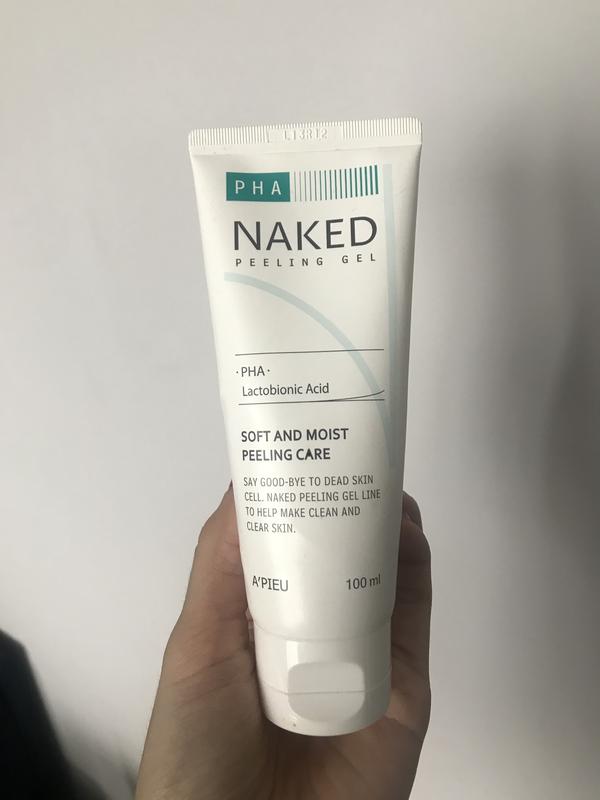 PHA
NAKED
PEELING GEL
·PHA·
Lactobionic Acid
SOFT AND MOIST
PEELING CARE
SAY GOOD-BYE TO DEAD SKIN
CELL. NAKED PEELING GEL LINE
TO HELP MAKE CLEAN AND
CLEAR SKIN.
A'PIEU 100 ml